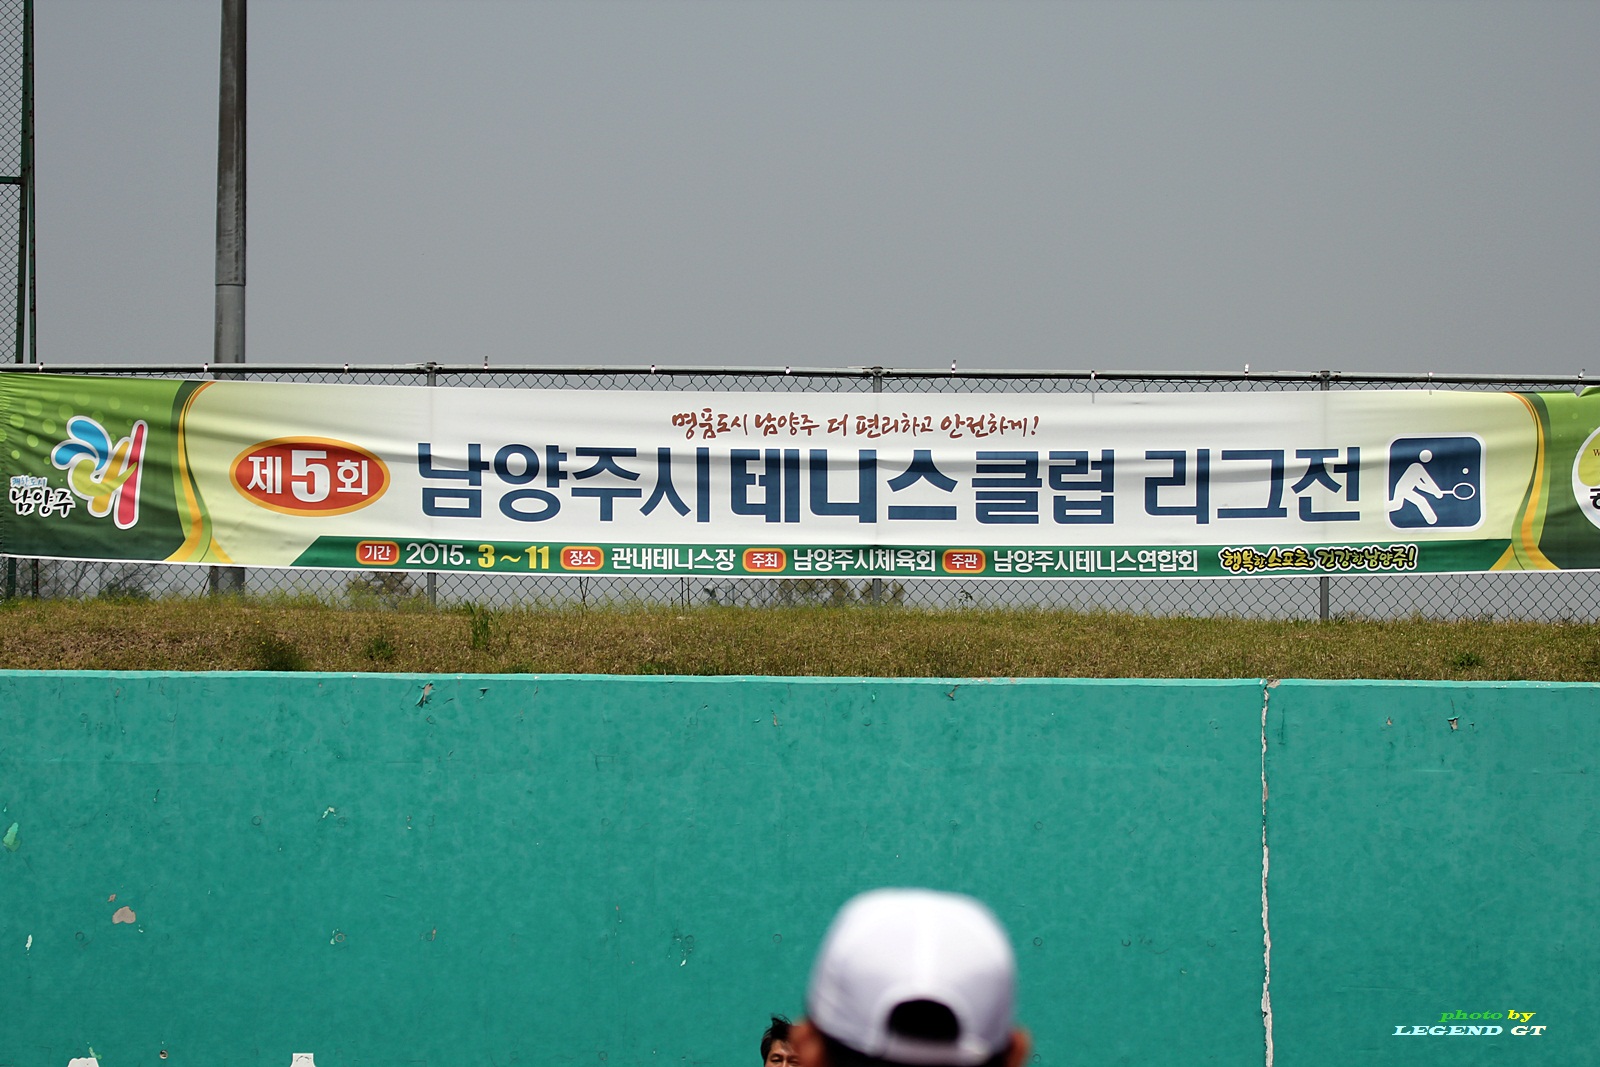 명품도시 남양주 더 편리하고 안전하게!
남양주
제5회 남양주시테니스클럽 리그전
기간 2015. 3 ~ 11 장소 관내테니스장 주최 남양주시체육회 주관 남양주시테니스연합회 행복한 스포츠, 건강한 남양주!
photo by
LEGEND GT